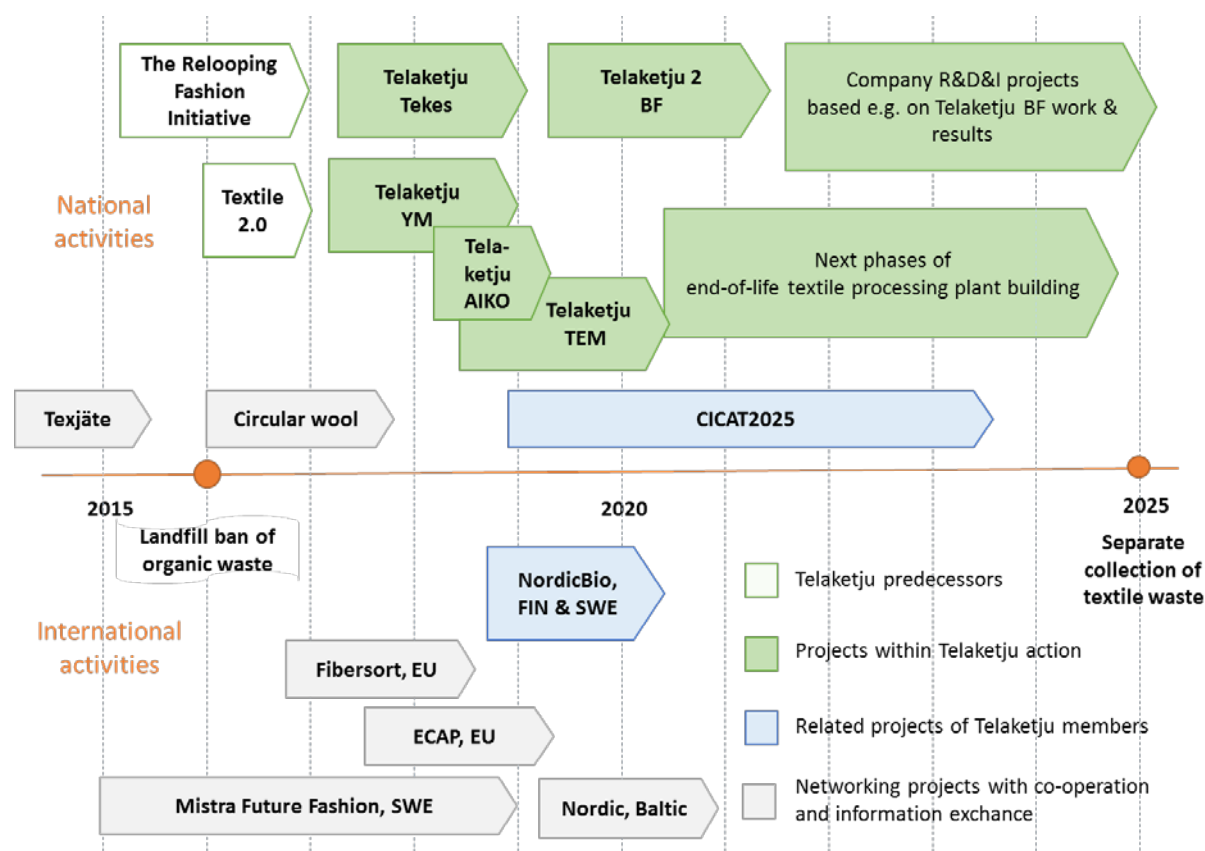 The Relooping
Fashion
Initiative
Telaketju
Tekes
Telaketju 2
BF
Company R&D&I projects
based e.g. on Telaketju BF work &
results
National
activities
Textile
2.0
Telaketju
YM
Tela-
ketju
AIKO
Telaketju
TEM
Next phases of
end-of-life textile processing plant building
Texjäte
Circular wool
CICAT2025
2015
2020
2025
Landfill ban of
organic waste
Separate
collection of
textile waste
International
activities
NordicBio,
FIN & SWE
Fibersort, EU
ECAP, EU
Mistra Future Fashion, SWE
Nordic, Baltic
Telaketju predecessors
Projects within Telaketju action
Related projects of Telaketju members
Networking projects with co-operation
and information exchange